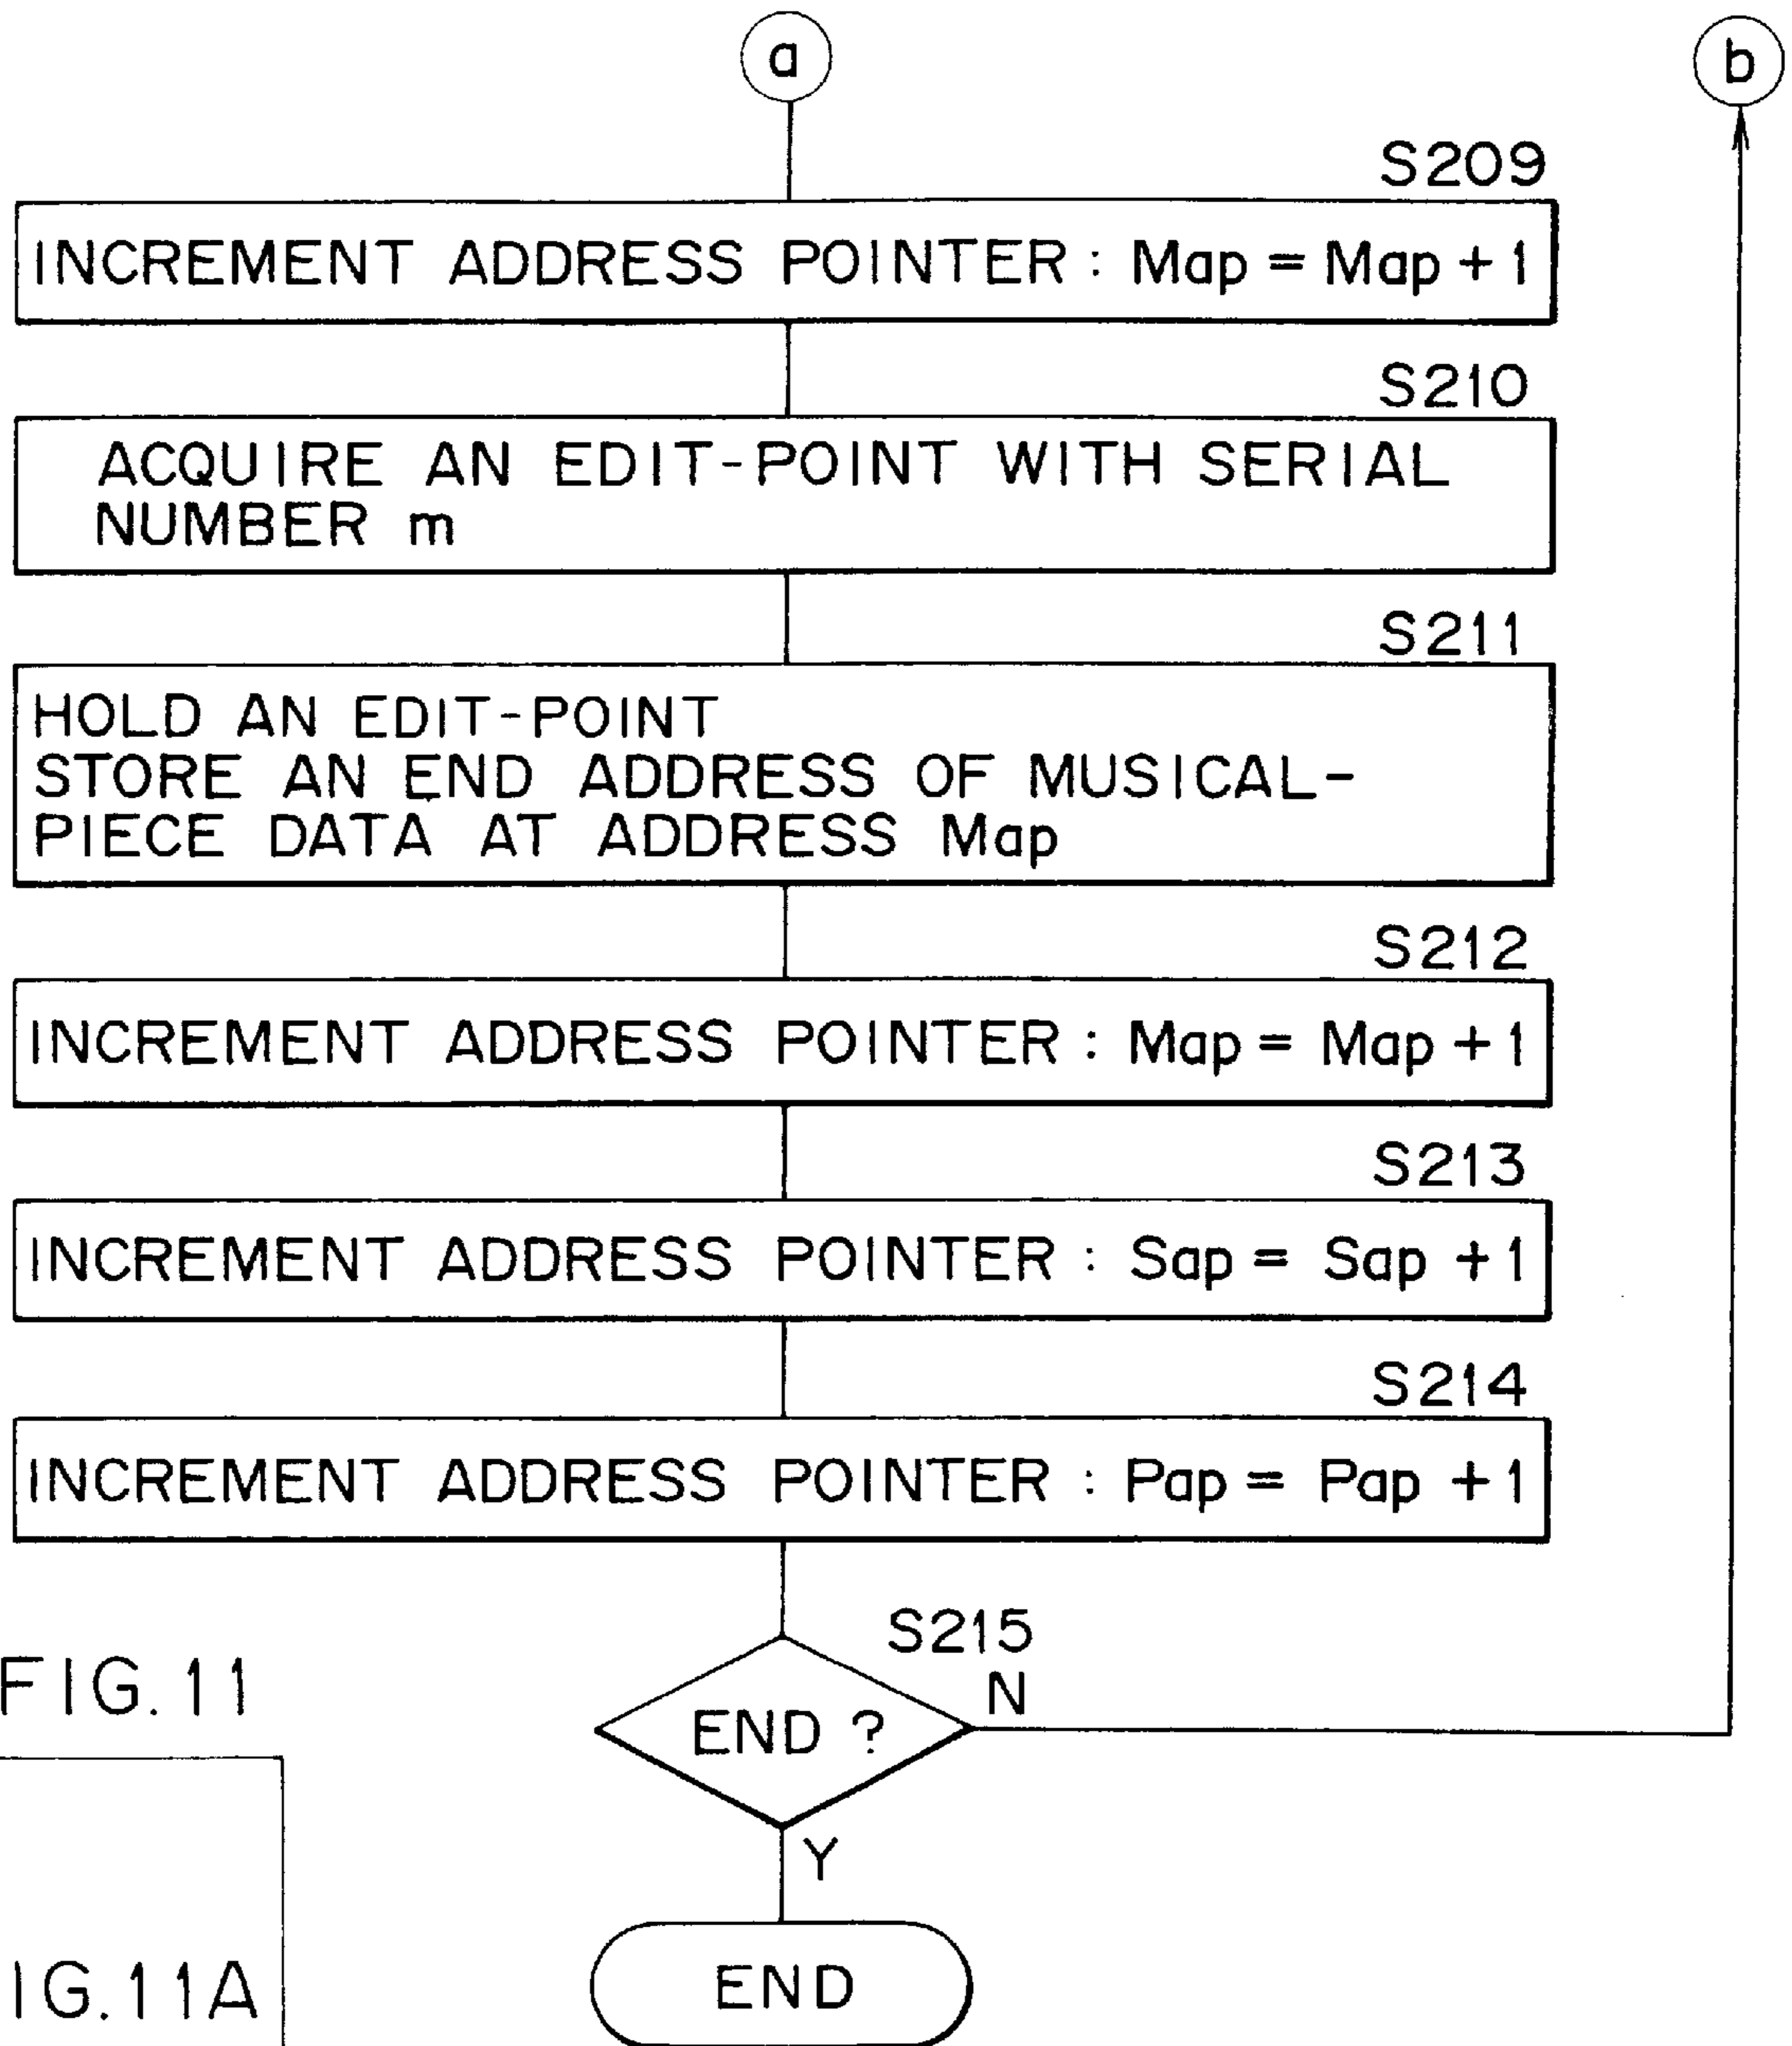 a
b
S209
INCREMENT ADDRESS POINTER : Map = Map + 1
S210
ACQUIRE AN EDIT-POINT WITH SERIAL
NUMBER m
S211
HOLD AN EDIT-POINT
STORE AN END ADDRESS OF MUSICAL-
PIECE DATA AT ADDRESS Map
S212
INCREMENT ADDRESS POINTER : Map = Map + 1
S213
INCREMENT ADDRESS POINTER : Sap = Sap + 1
S214
INCREMENT ADDRESS POINTER : Pap = Pap + 1
S215
N
END ?
Y
END
FIG. 11
IG. 11A